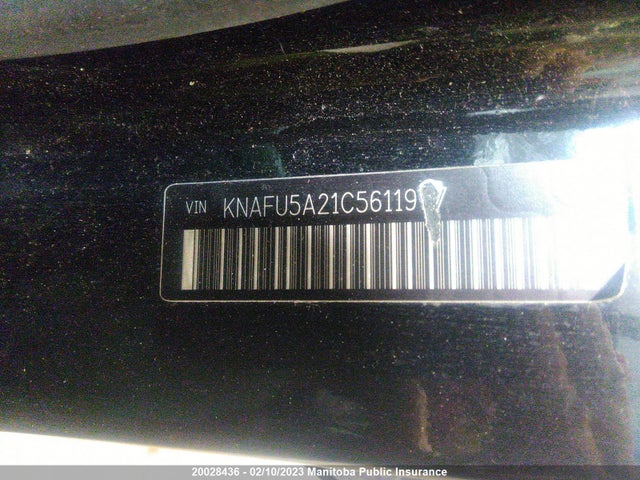 VIN KNAFU5A21C56119
20028436 - 02/10/2023 Manitoba Public Insurance